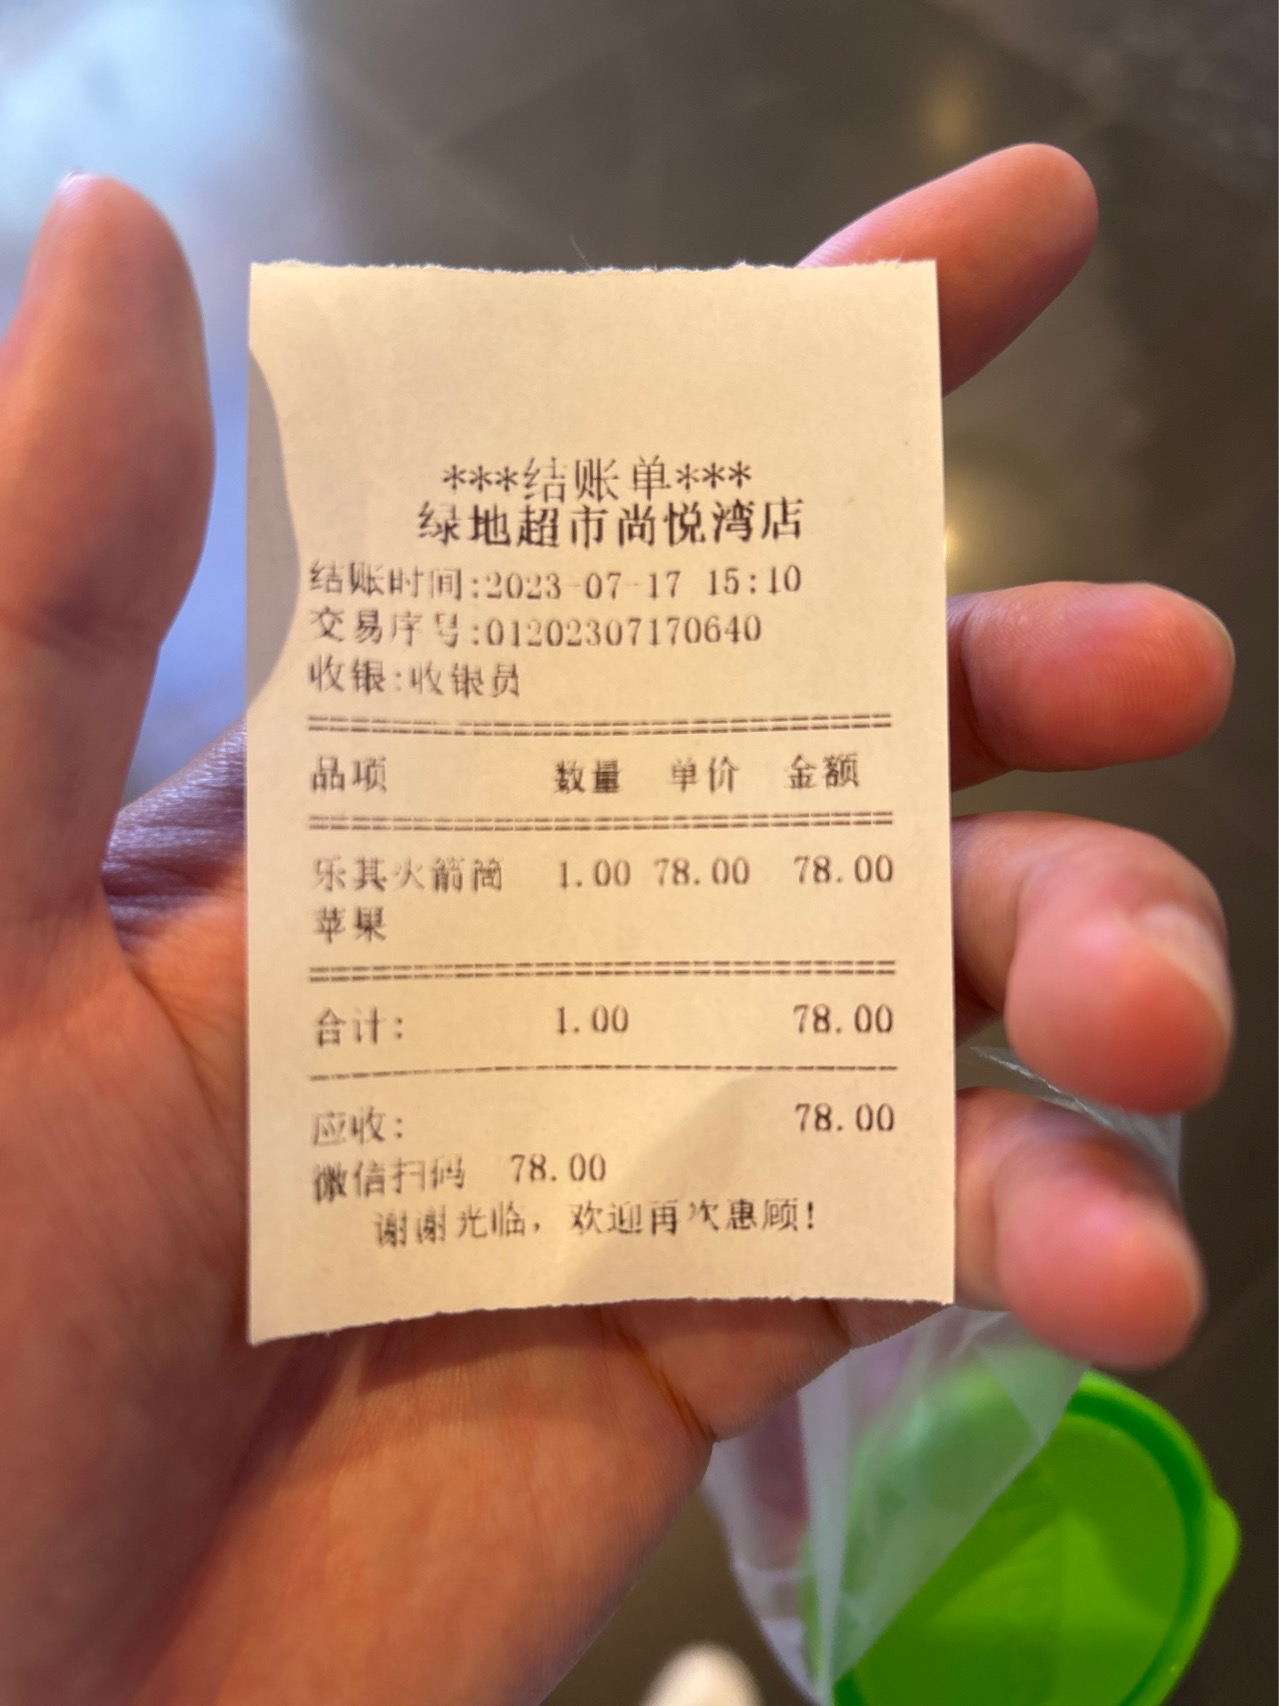 ***结账单***
绿地超市尚悦湾店
结账时间:2023-07-17 15:10
交易序号:01202307170640
收银:收银员
品项 数量 单价 金额
乐其火箭筒 1.00 78.00 78.00
苹果
合计: 1.00 78.00
应收: 78.00
微信扫码 78.00
谢谢光临，欢迎再次惠顾!